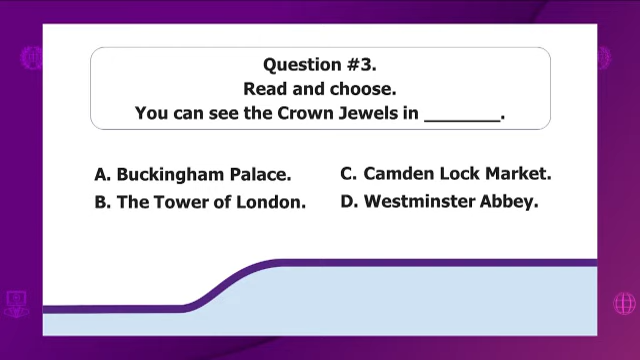 Question #3.
Read and choose.
You can see the Crown Jewels in _______.
A. Buckingham Palace.
B. The Tower of London.
C. Camden Lock Market.
D. Westminster Abbey.